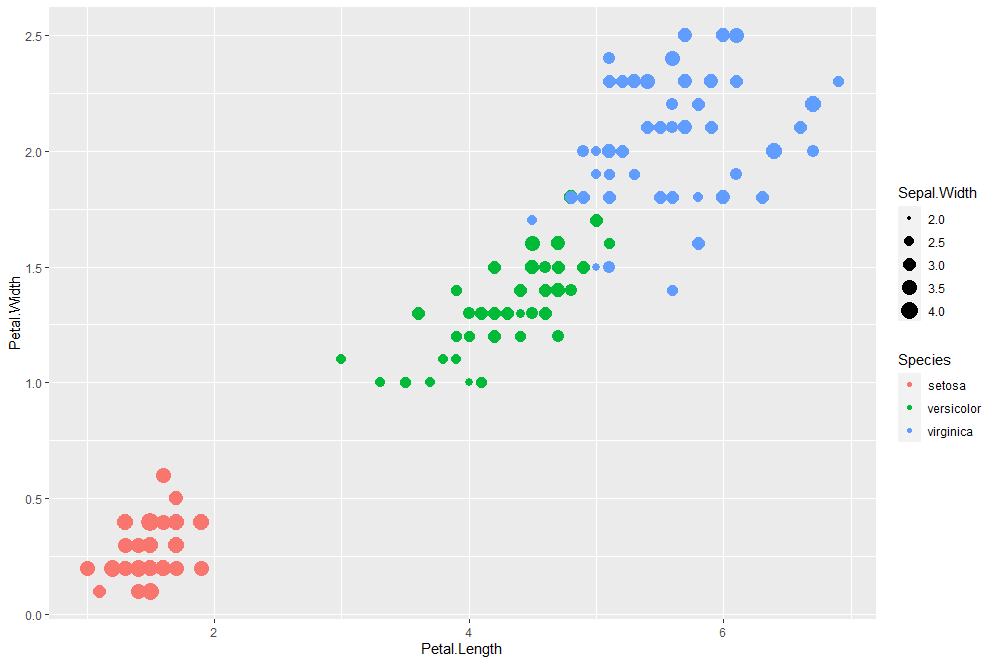 2.5
2.0
1.5
1.0
0.5
0.0
Petal.Width
2
4
6
Petal.Length
Sepal.Width
2.0
2.5
3.0
3.5
4.0
Species
setosa
versicolor
virginica